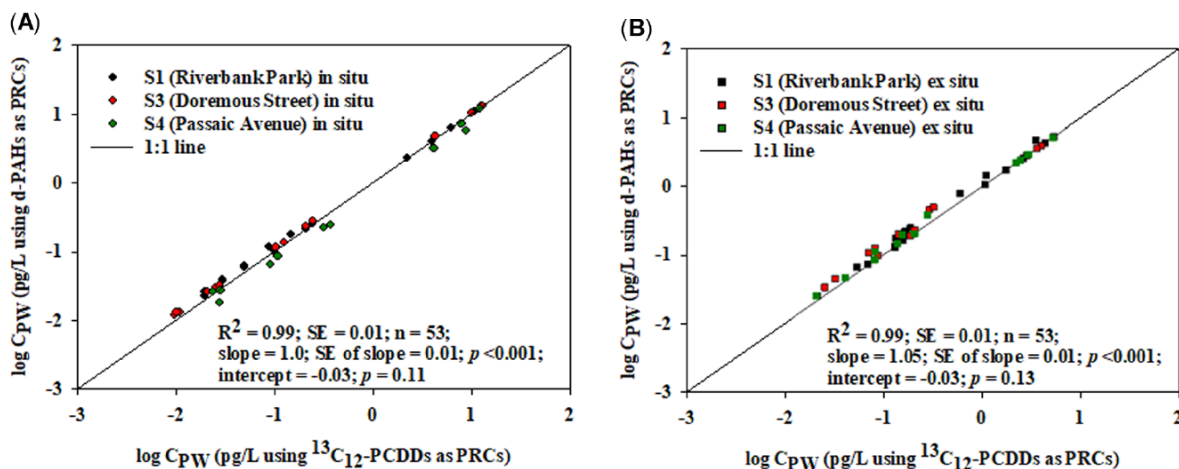 (A)
log CPW (pg/L using d-PAHs as PRCs)
2
1
0
-1
-2
-3
S1 (Riverbank Park) in situ
S3 (Doremous Street) in situ
S4 (Passaic Avenue) in situ
1:1 line
R² = 0.99; SE = 0.01; n = 53;
slope = 1.0; SE of slope = 0.01; p <0.001;
intercept = -0.03; p = 0.11
-3 -2 -1 0 1 2
log CPW (pg/L using ¹³C₁₂-PCDDs as PRCs)
(B)
log CPW (pg/L using d-PAHs as PRCs)
2
1
0
-1
-2
-3
S1 (Riverbank Park) ex situ
S3 (Doremous Street) ex situ
S4 (Passaic Avenue) ex situ
1:1 line
R² = 0.99; SE = 0.01; n = 53;
slope = 1.05; SE of slope = 0.01; p <0.001;
intercept = -0.03; p = 0.13
-3 -2 -1 0 1 2
log CPW (pg/L using ¹³C₁₂-PCDDs as PRCs)